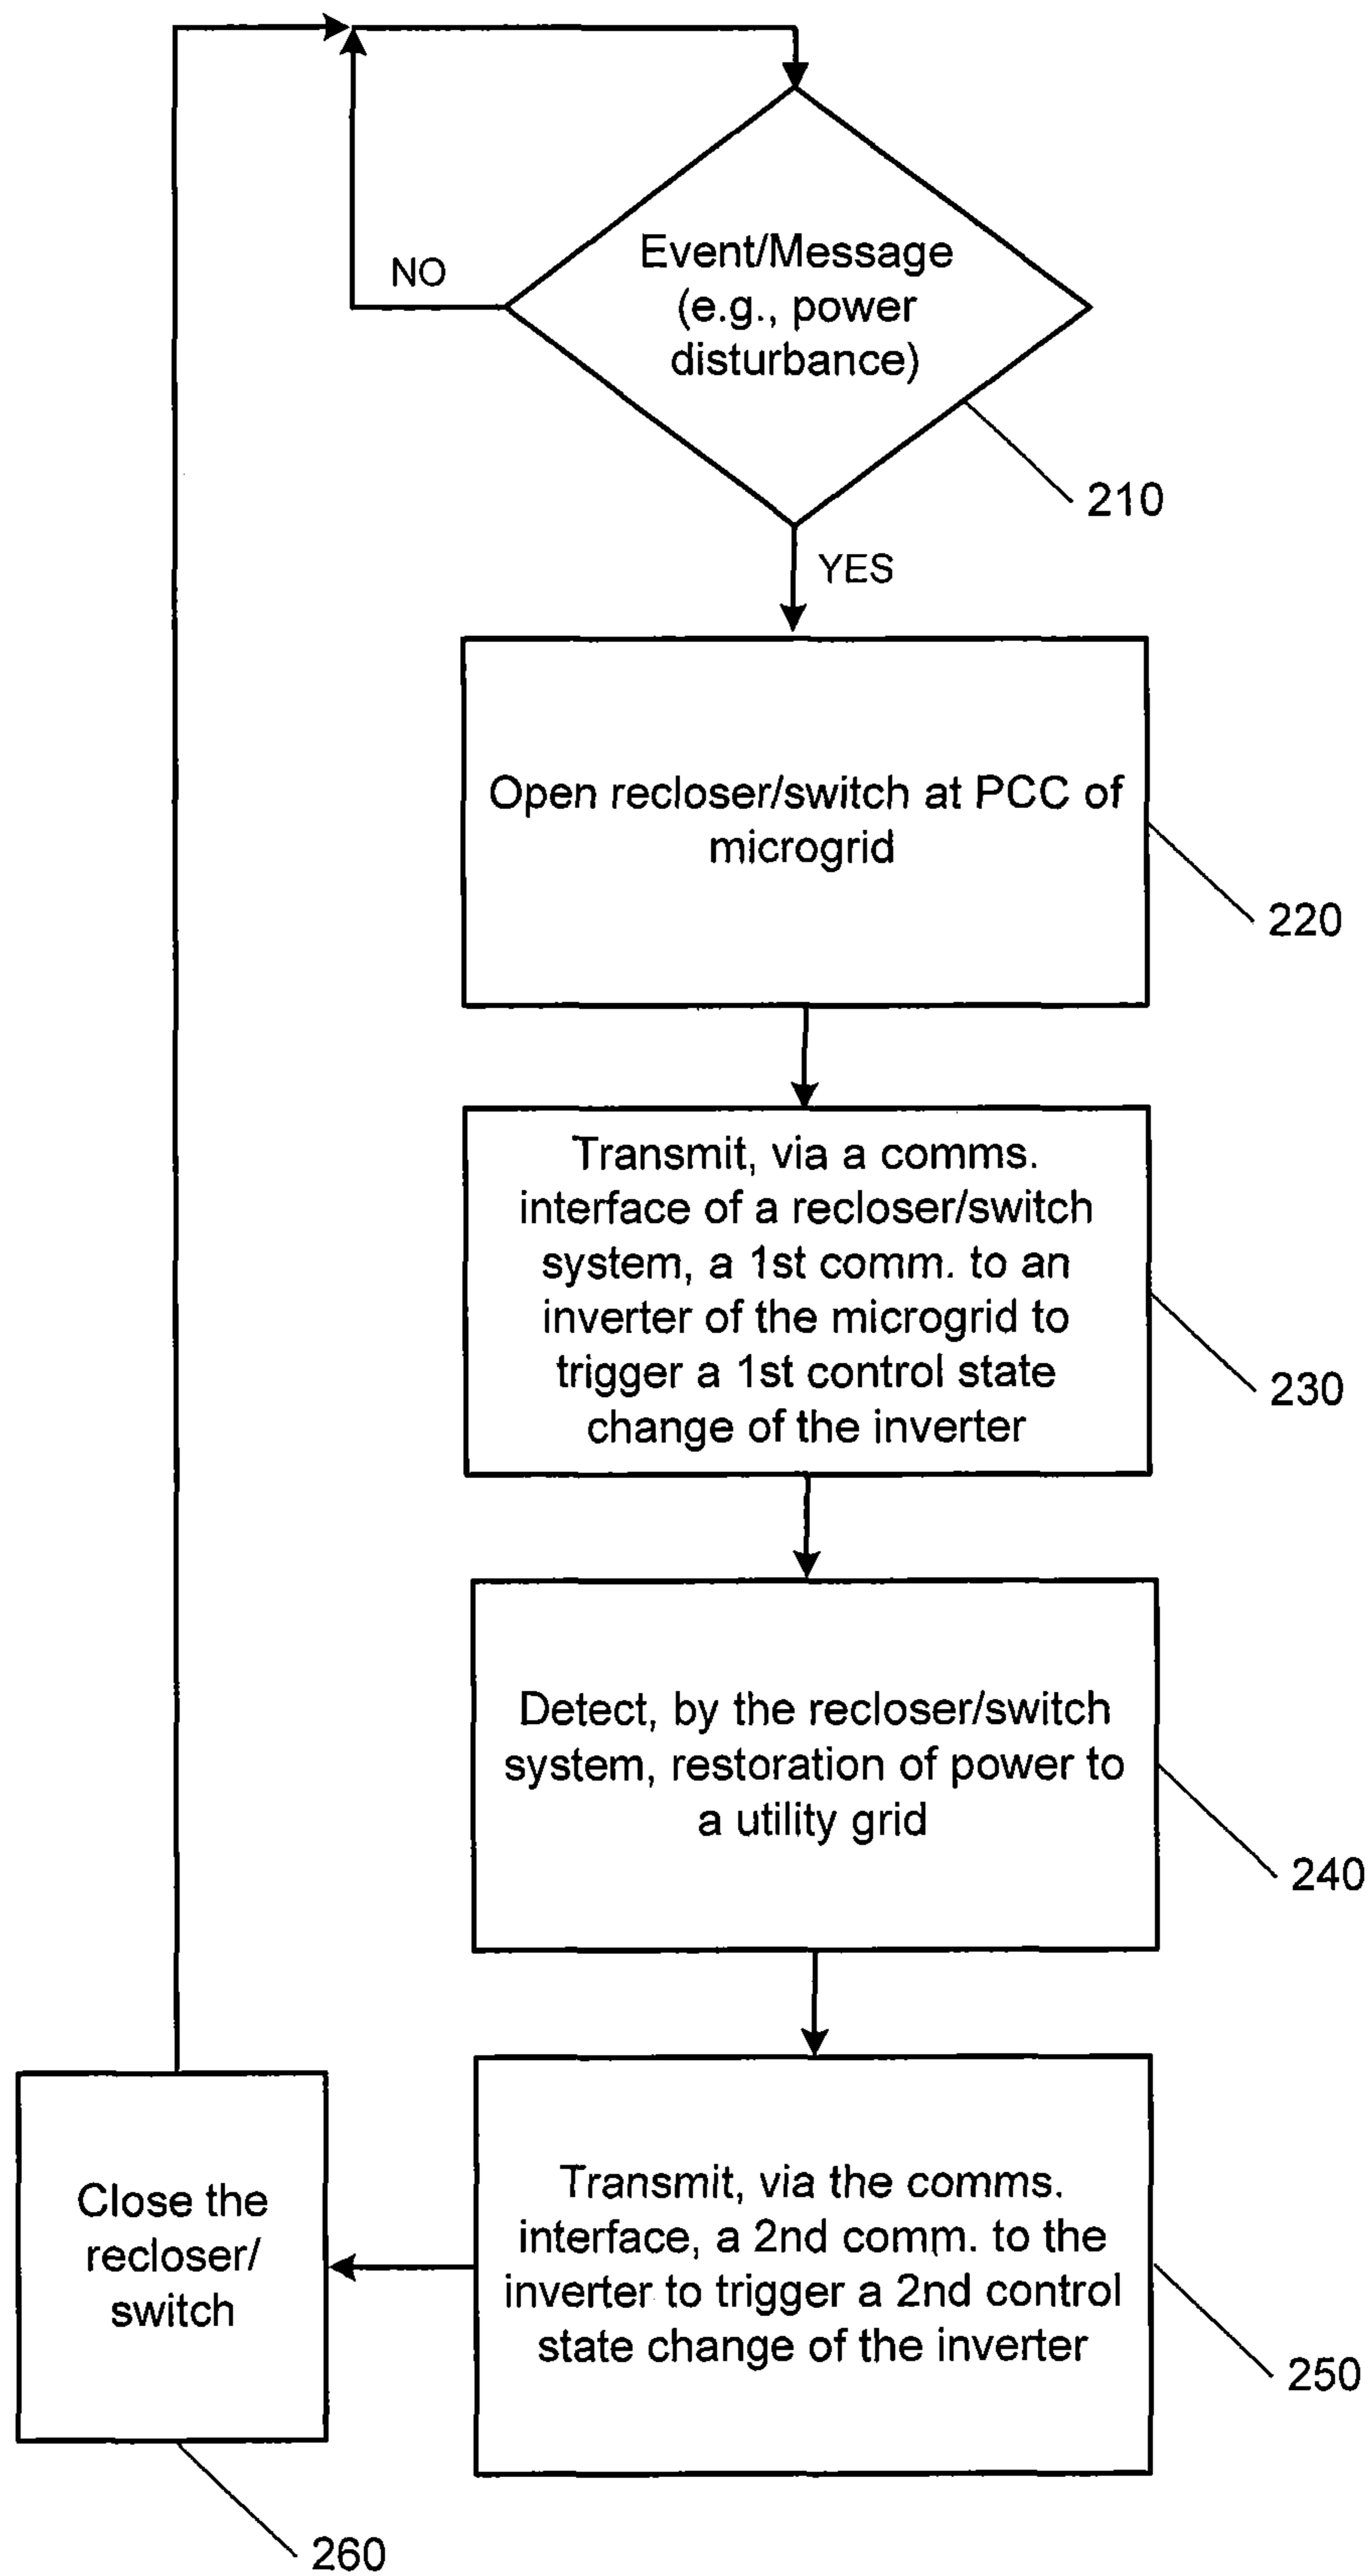 Event/Message
(e.g., power
disturbance)
NO
210
YES
Open recloser/switch at PCC of
microgrid
220
Transmit, via a comms.
interface of a recloser/switch
system, a 1st comm. to an
inverter of the microgrid to
trigger a 1st control state
change of the inverter
230
Detect, by the recloser/switch
system, restoration of power to
a utility grid
240
Transmit, via the comms.
interface, a 2nd comm. to the
inverter to trigger a 2nd control
state change of the inverter
250
Close the
recloser/
switch
260